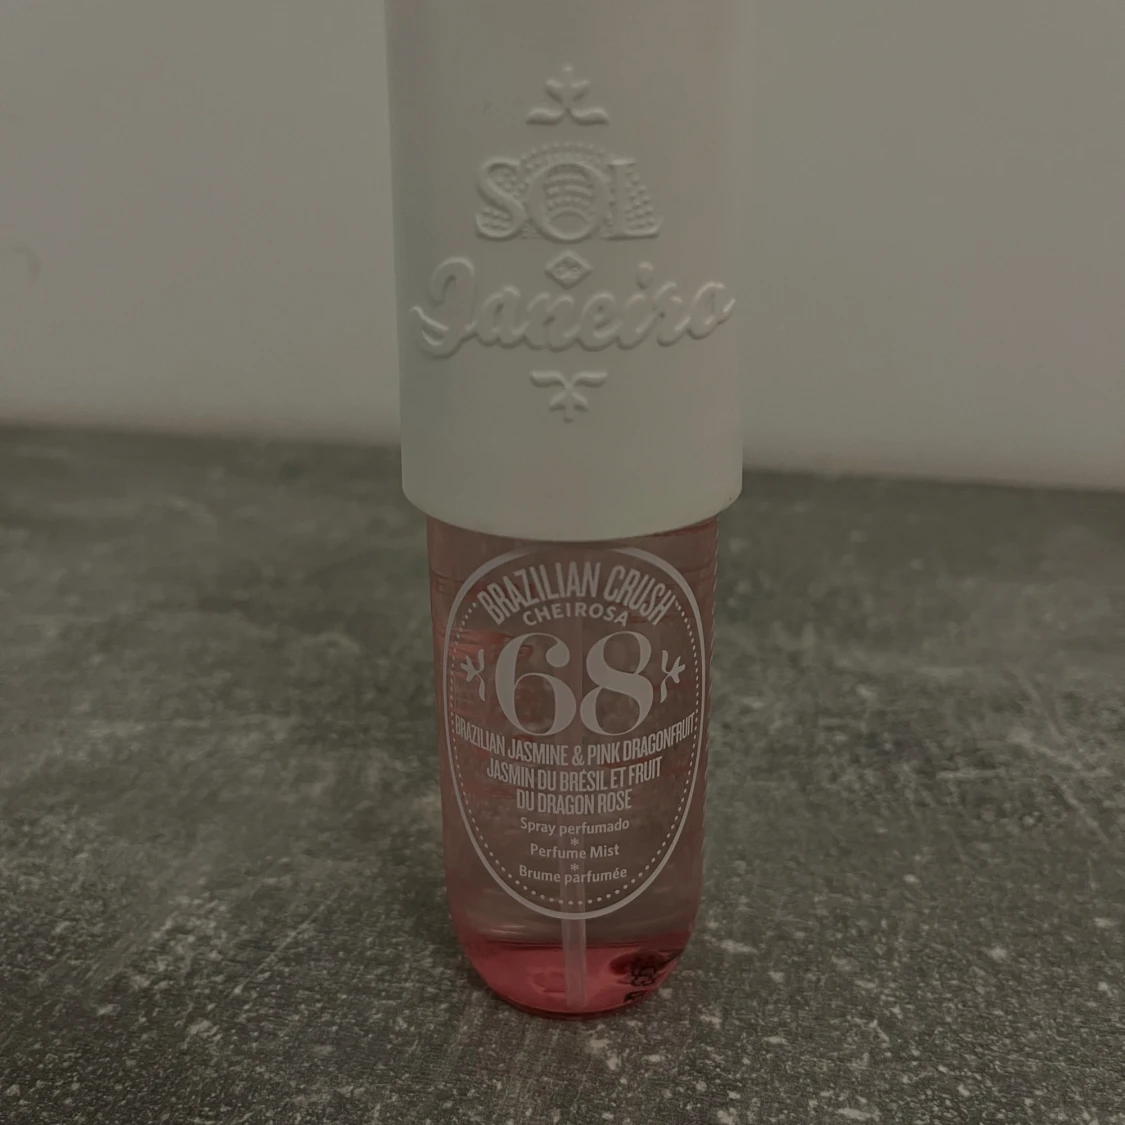 SOL
de
Janeiro
BRAZILIAN CRUSH
CHEIROSA
68
BRAZILIAN JASMINE & PINK DRAGONFRUIT
JASMIN DU BRÉSIL ET FRUIT
DU DRAGON ROSE
Spray perfumado
Perfume Mist
Brume parfumée